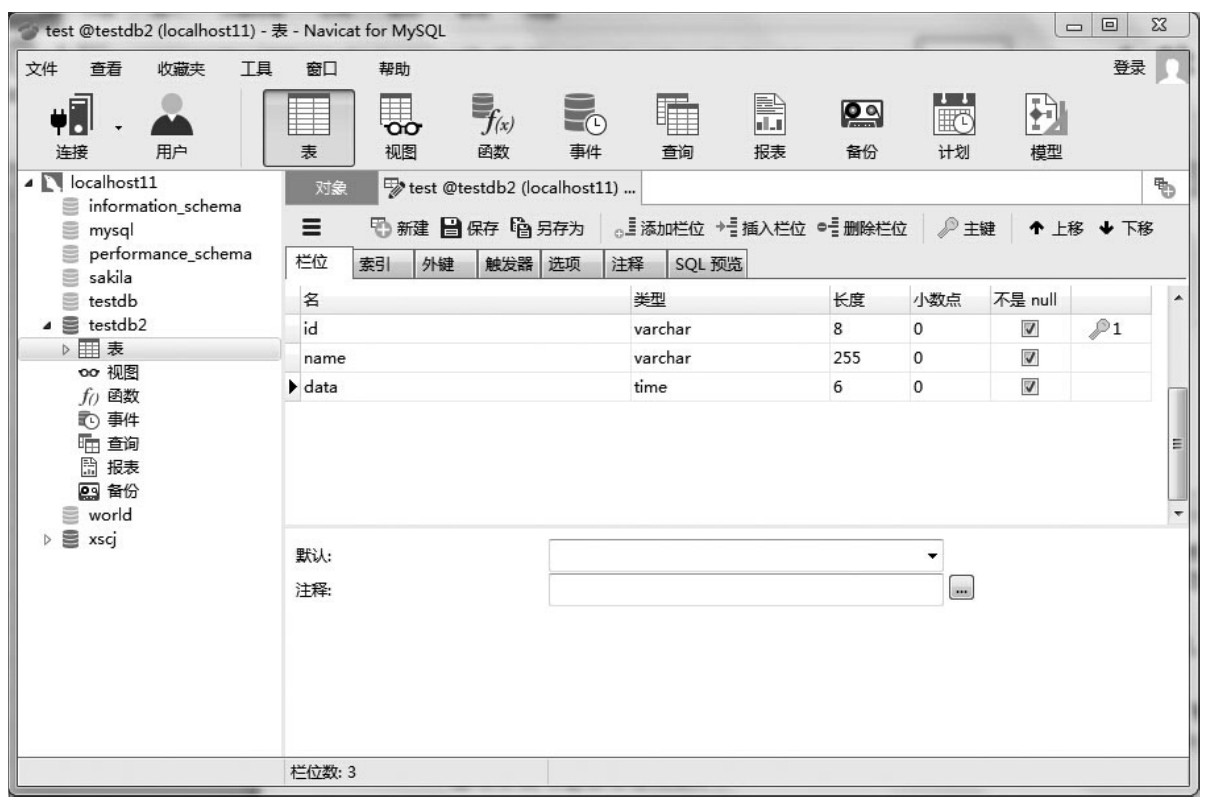 test @testdb2 (localhost11) - 表 - Navicat for MySQL
文件 查看 收藏夹 工具 窗口 帮助 登录
连接 用户 表 视图 函数 事件 查询 报表 备份 计划 模型
localhost11
information_schema
mysql
performance_schema
sakila
testdb
testdb2
表
视图
函数
事件
查询
报表
备份
world
xscj
对象 test @testdb2 (localhost11) ...
新建 保存 另存为 添加栏位 插入栏位 删除栏位 主键 上移 下移
栏位 索引 外键 触发器 选项 注释 SQL 预览
名 类型 长度 小数点 不是 null
id varchar 8 0 1
name varchar 255 0
data time 6 0
默认:
注释:
...
栏位数: 3